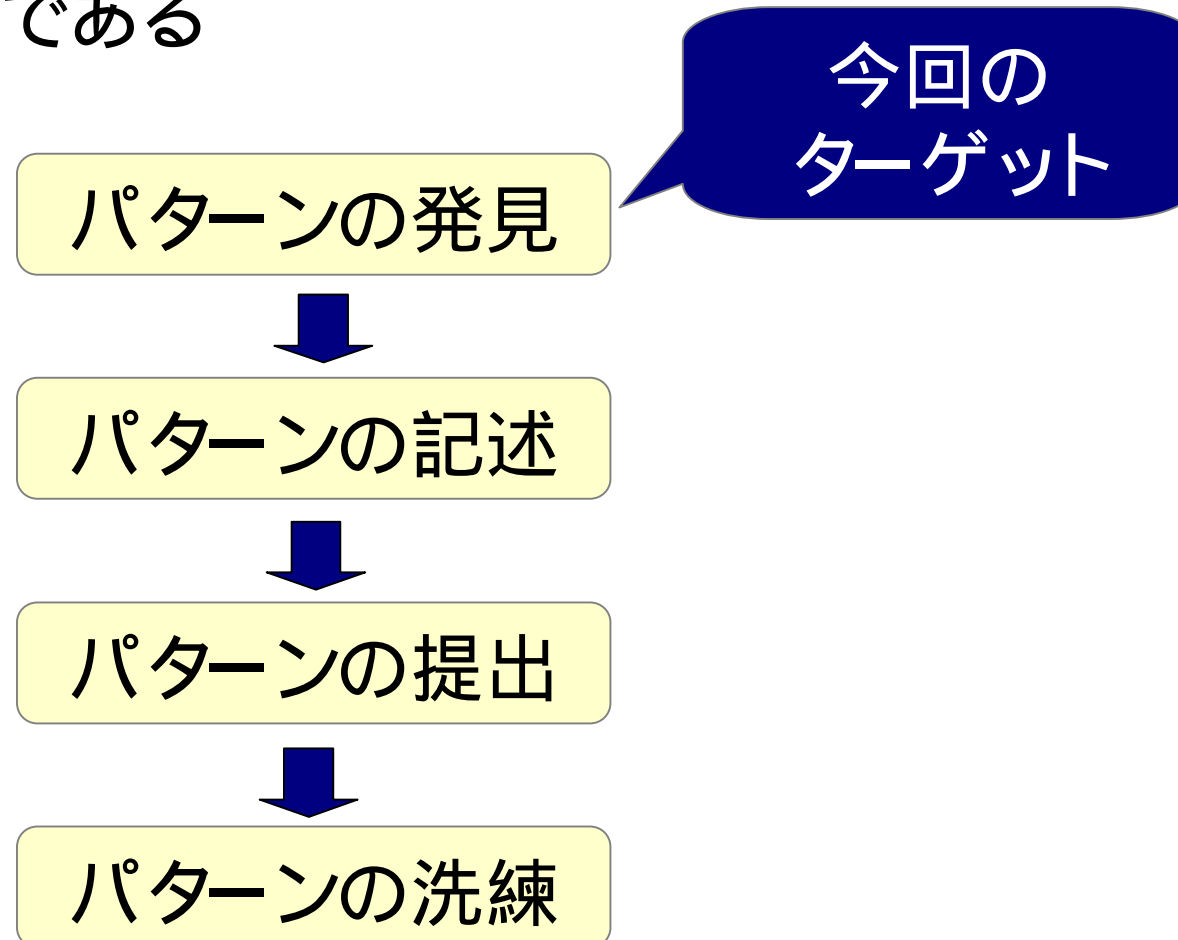 である
今回の
ターゲット
パターンの発見
パターンの記述
パターンの提出
パターンの洗練